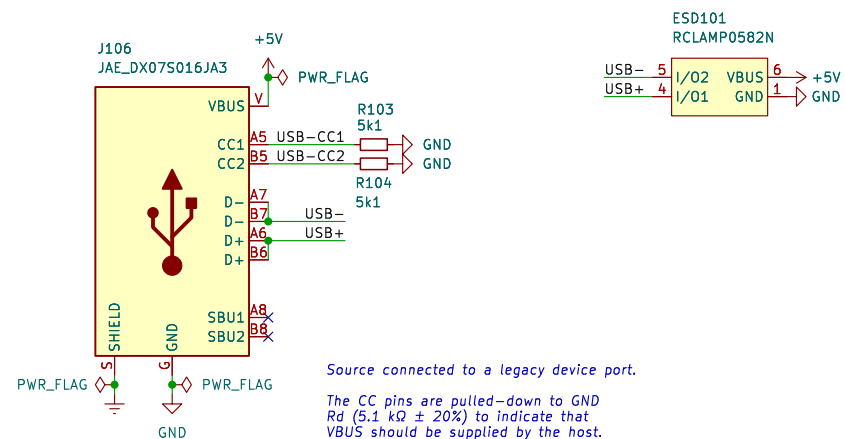 J106
JAE_DX07S016JA3
+5V
PWR_FLAG
VBUS V
CC1 A5 USB-CC1
R103
5k1
GND
CC2 B5 USB-CC2
GND
R104
5k1
D- A7
D- B7 USB-
D+ A6 USB+
D+ B6
SBU1 A8
SBU2 B8
SHIELD
GND
S
G
PWR_FLAG
PWR_FLAG
GND
ESD101
RCLAMP0582N
USB- 5 I/O2 VBUS 6 +5V
USB+ 4 I/O1 GND 1 GND
Source connected to a legacy device port.
The CC pins are pulled-down to GND
Rd (5.1 kΩ ± 20%) to indicate that
VBUS should be supplied by the host.